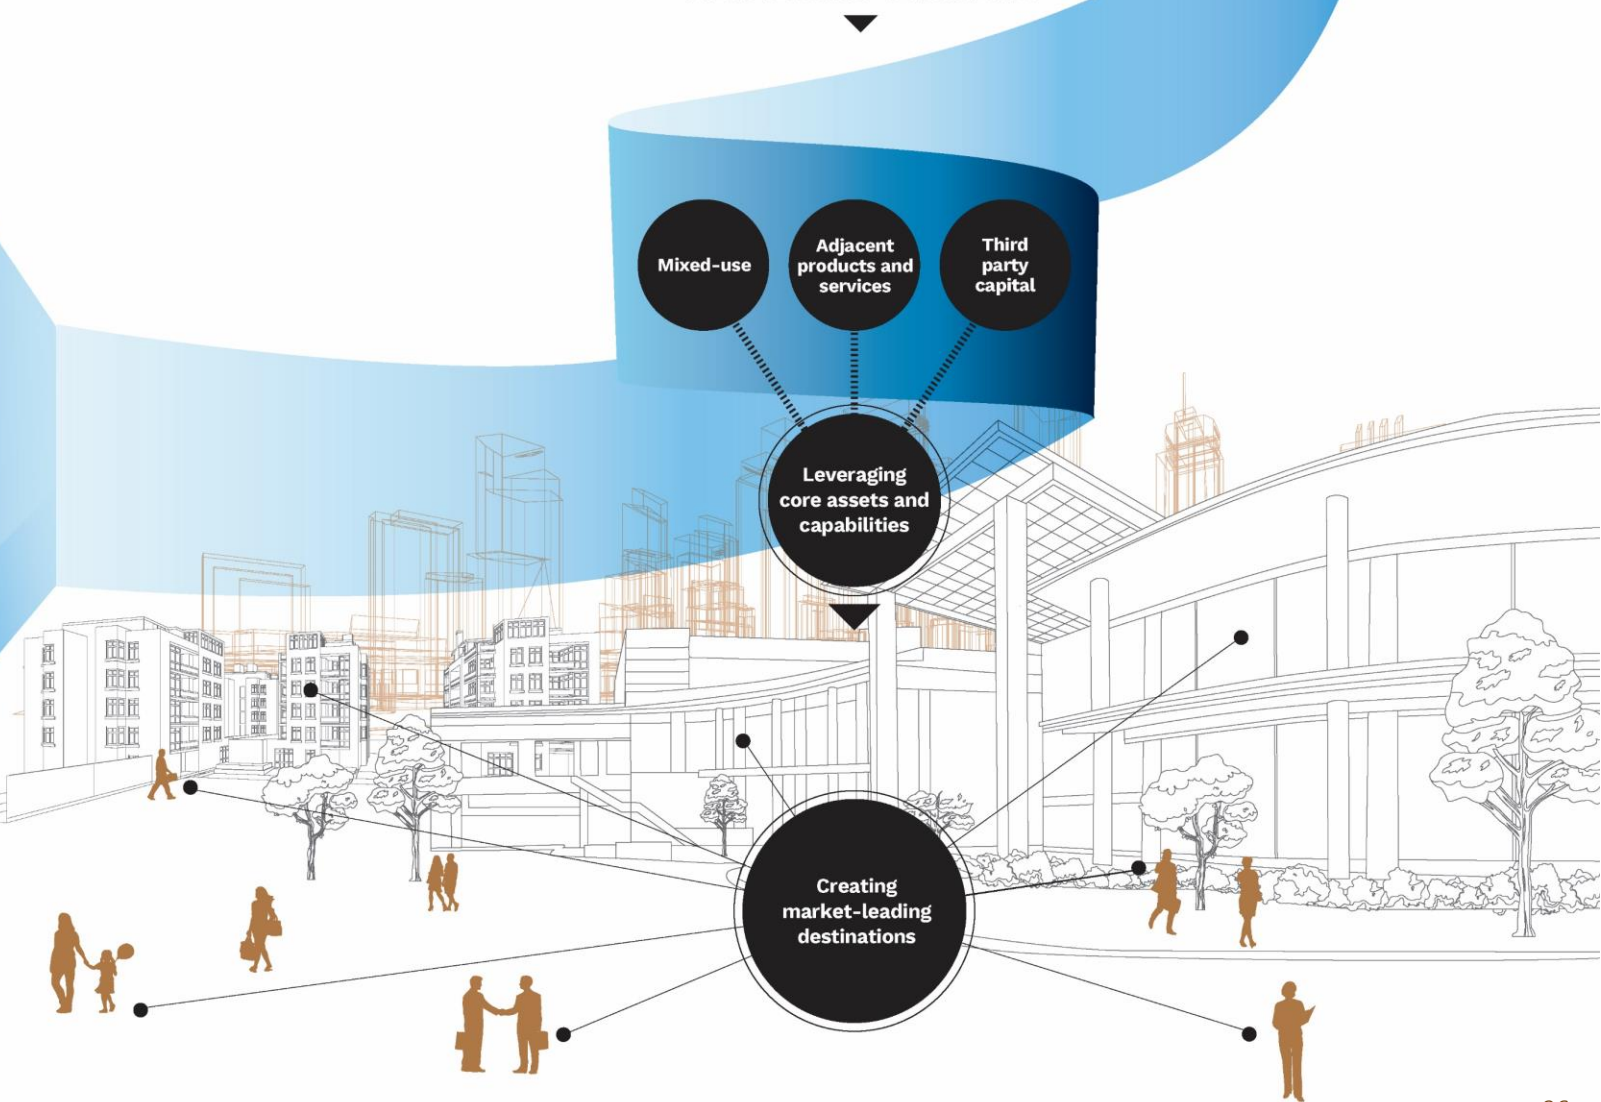 Mixed-use
Adjacent
products and
services
Third
party
capital
Leveraging
core assets and
capabilities
Creating
market-leading
destinations